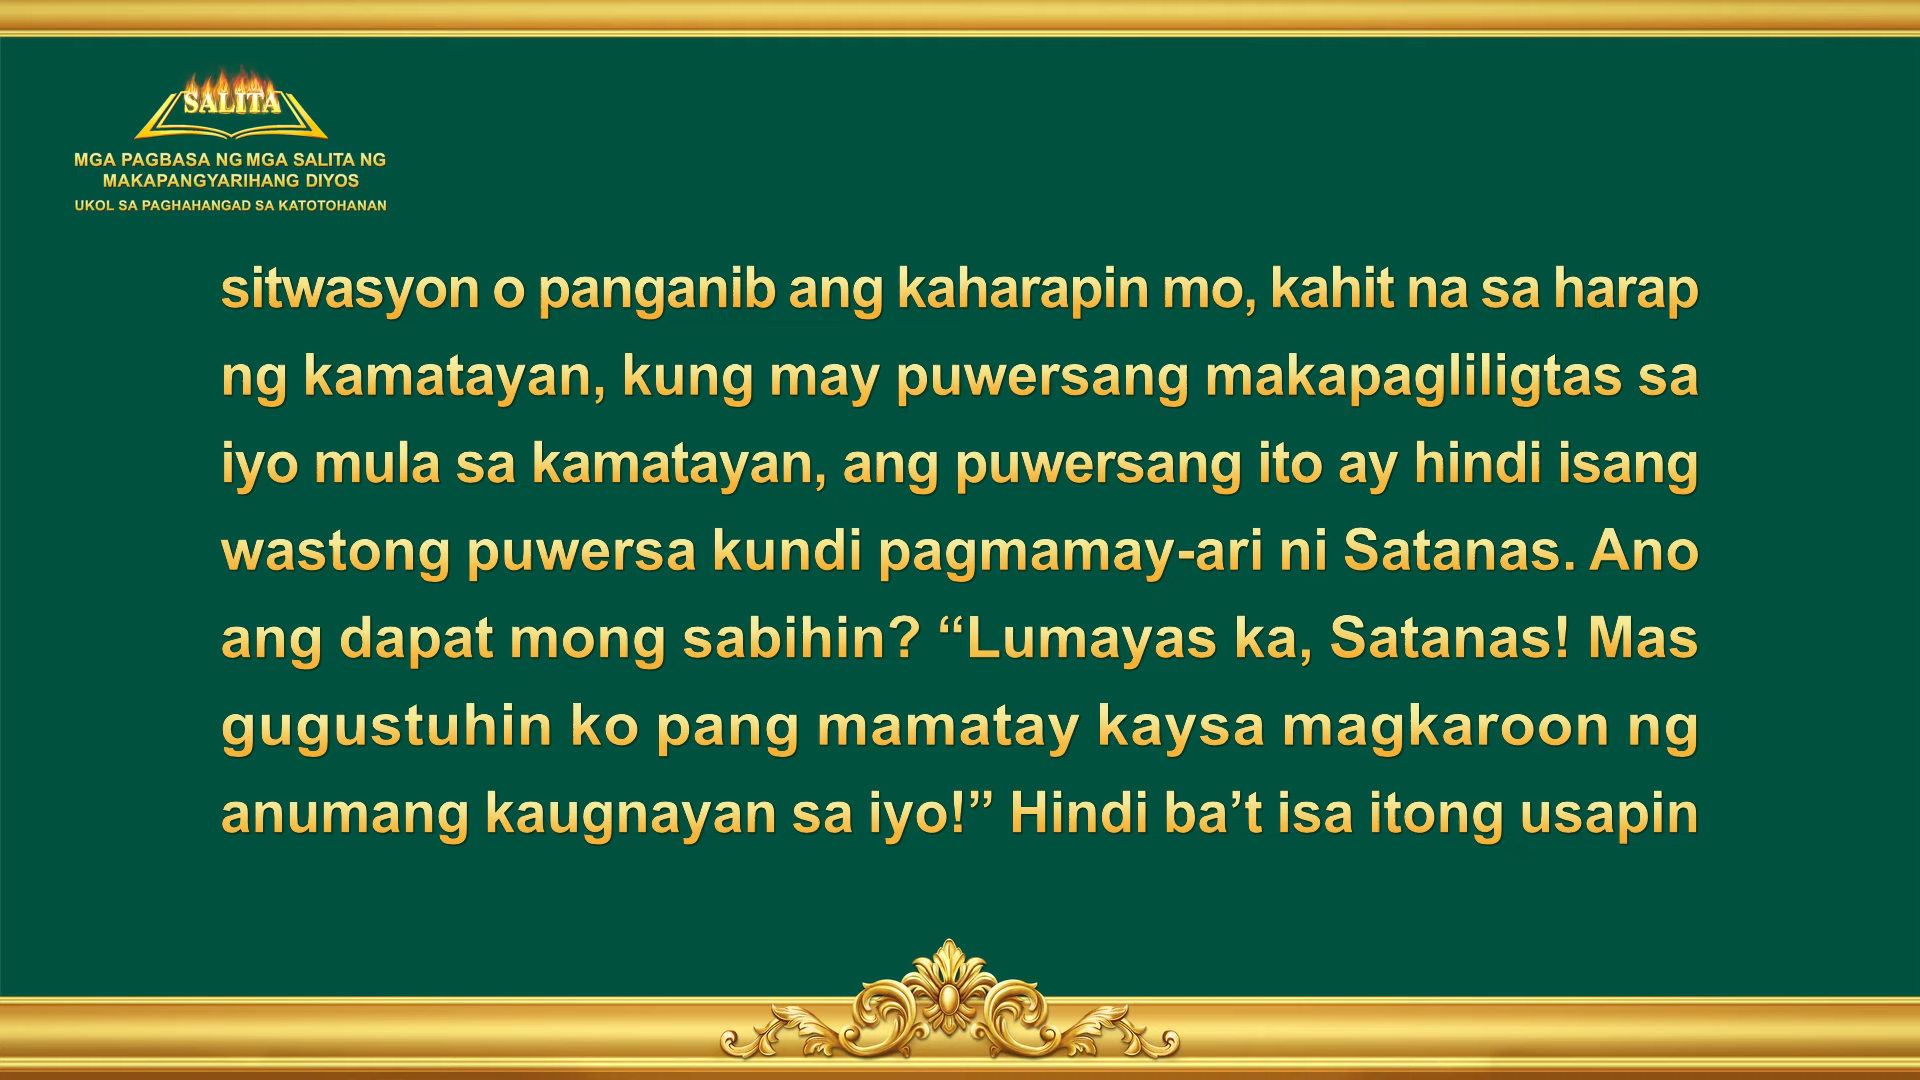 SALITA
MGA PAGBASA NG MGA SALITA NG
MAKAPANGYARIHANG DIYOS
UKOL SA PAGHAHANGAD SA KATOTOHANAN
sitwasyon o panganib ang kaharapin mo, kahit na sa harap
ng kamatayan, kung may puwersang makapagliligtas sa
iyo mula sa kamatayan, ang puwersang ito ay hindi isang
wastong puwersa kundi pagmamay-ari ni Satanas. Ano
ang dapat mong sabihin? “Lumayas ka, Satanas! Mas
gugustuhin ko pang mamatay kaysa magkaroon ng
anumang kaugnayan sa iyo!” Hindi ba’t isa itong usapin